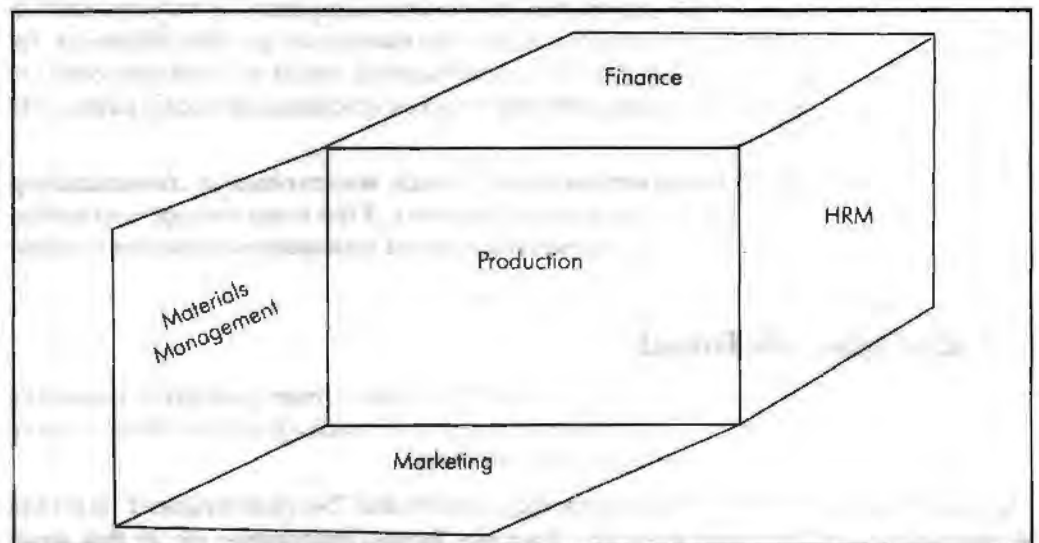 Finance
HRM
Production
Materials
Management
Marketing